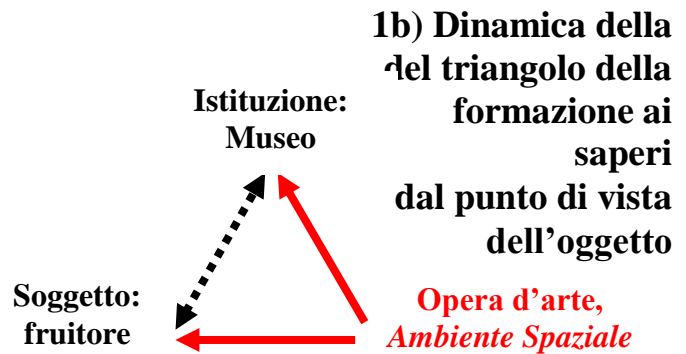 1b) Dinamica della
del triangolo della
formazione ai
saperi
dal punto di vista
dell’oggetto
Istituzione:
Museo
Soggetto:
fruitore
Opera d’arte,
Ambiente Spaziale